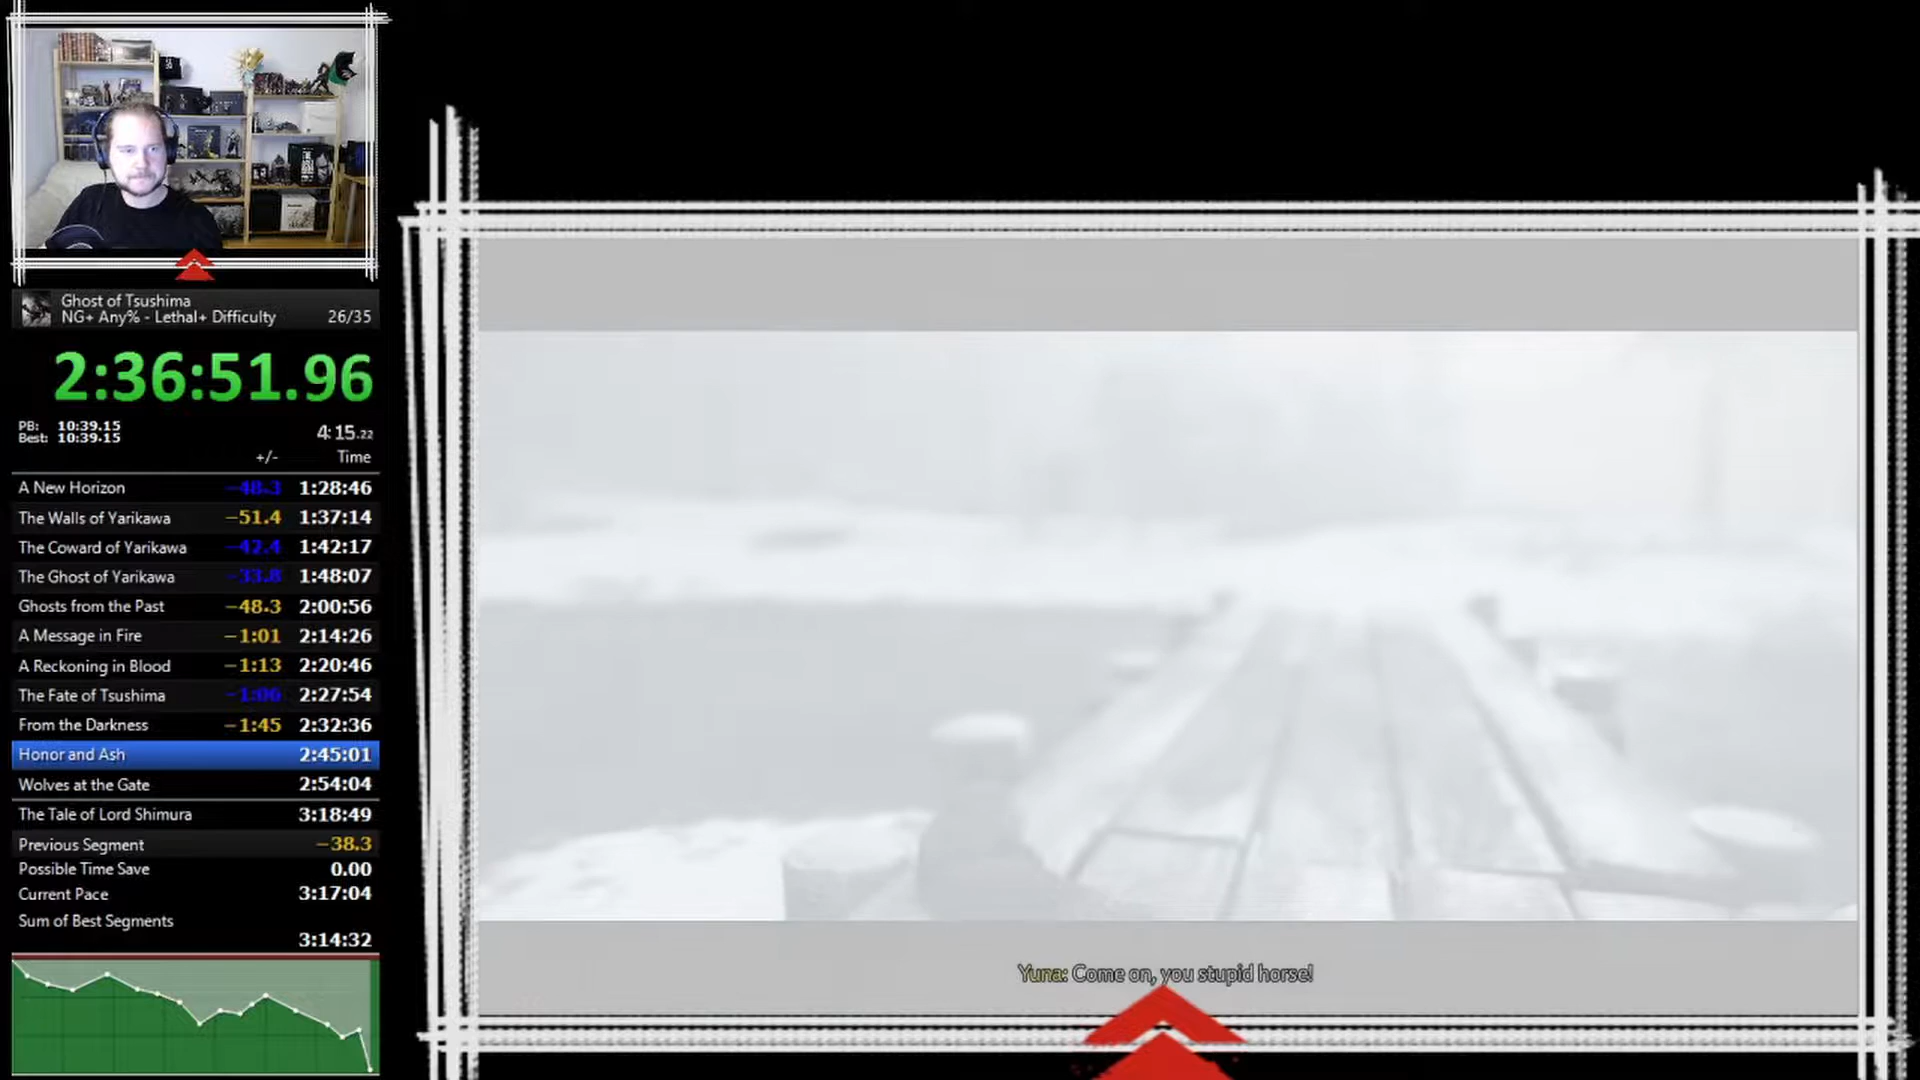 Ghost of Tsushima
NG+ Any% - Lethal+ Difficulty 26/35
2:36:51.96
PB: 10:39.15
Best: 10:39.15
4:15.22
+/- Time
A New Horizon -48.3 1:28:46
The Walls of Yarikawa -51.4 1:37:14
The Coward of Yarikawa -42.4 1:42:17
The Ghost of Yarikawa -33.8 1:48:07
Ghosts from the Past -48.3 2:00:56
A Message in Fire -1:01 2:14:26
A Reckoning in Blood -1:13 2:20:46
The Fate of Tsushima -1:06 2:27:54
From the Darkness -1:45 2:32:36
Honor and Ash 2:45:01
Wolves at the Gate 2:54:04
The Tale of Lord Shimura 3:18:49
Previous Segment -38.3
Possible Time Save 0.00
Current Pace 3:17:04
Sum of Best Segments
3:14:32
Yuna: Come on, you stupid horse!